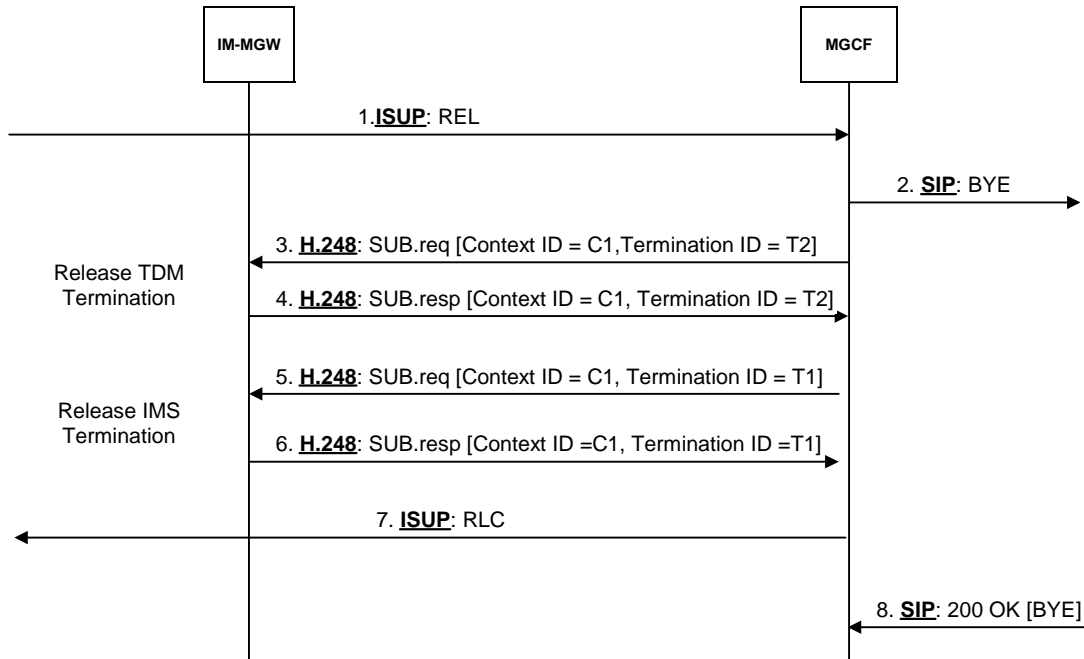 IM-MGW
MGCF
1.ISUP: REL
2. SIP: BYE
3. H.248: SUB.req [Context ID = C1,Termination ID = T2]
Release TDM
Termination
4. H.248: SUB.resp [Context ID = C1, Termination ID = T2]
5. H.248: SUB.req [Context ID = C1, Termination ID = T1]
Release IMS
Termination
6. H.248: SUB.resp [Context ID =C1, Termination ID =T1]
7. ISUP: RLC
8. SIP: 200 OK [BYE]